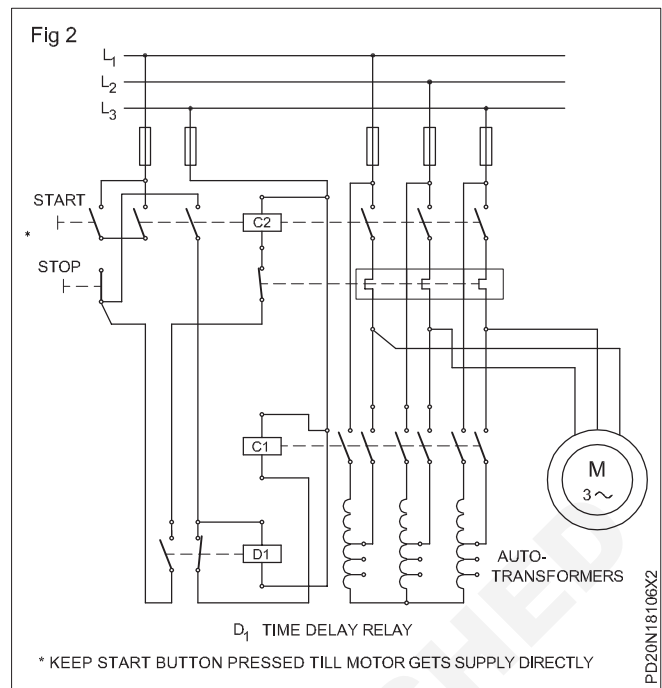 Fig 2
L1
L2
L3
START
*
C2
STOP
C1
M
3~
D1
AUTO-
TRANSFORMERS
D1 TIME DELAY RELAY
* KEEP START BUTTON PRESSED TILL MOTOR GETS SUPPLY DIRECTLY
PD20N18106X2